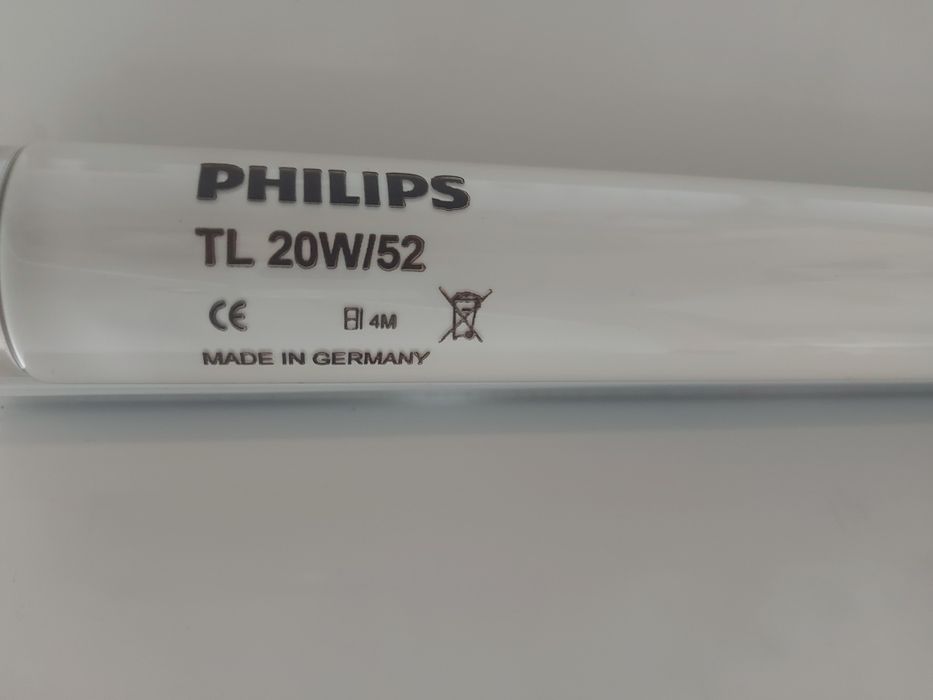 PHILIPS
TL 20W/52
CE 4M
MADE IN GERMANY